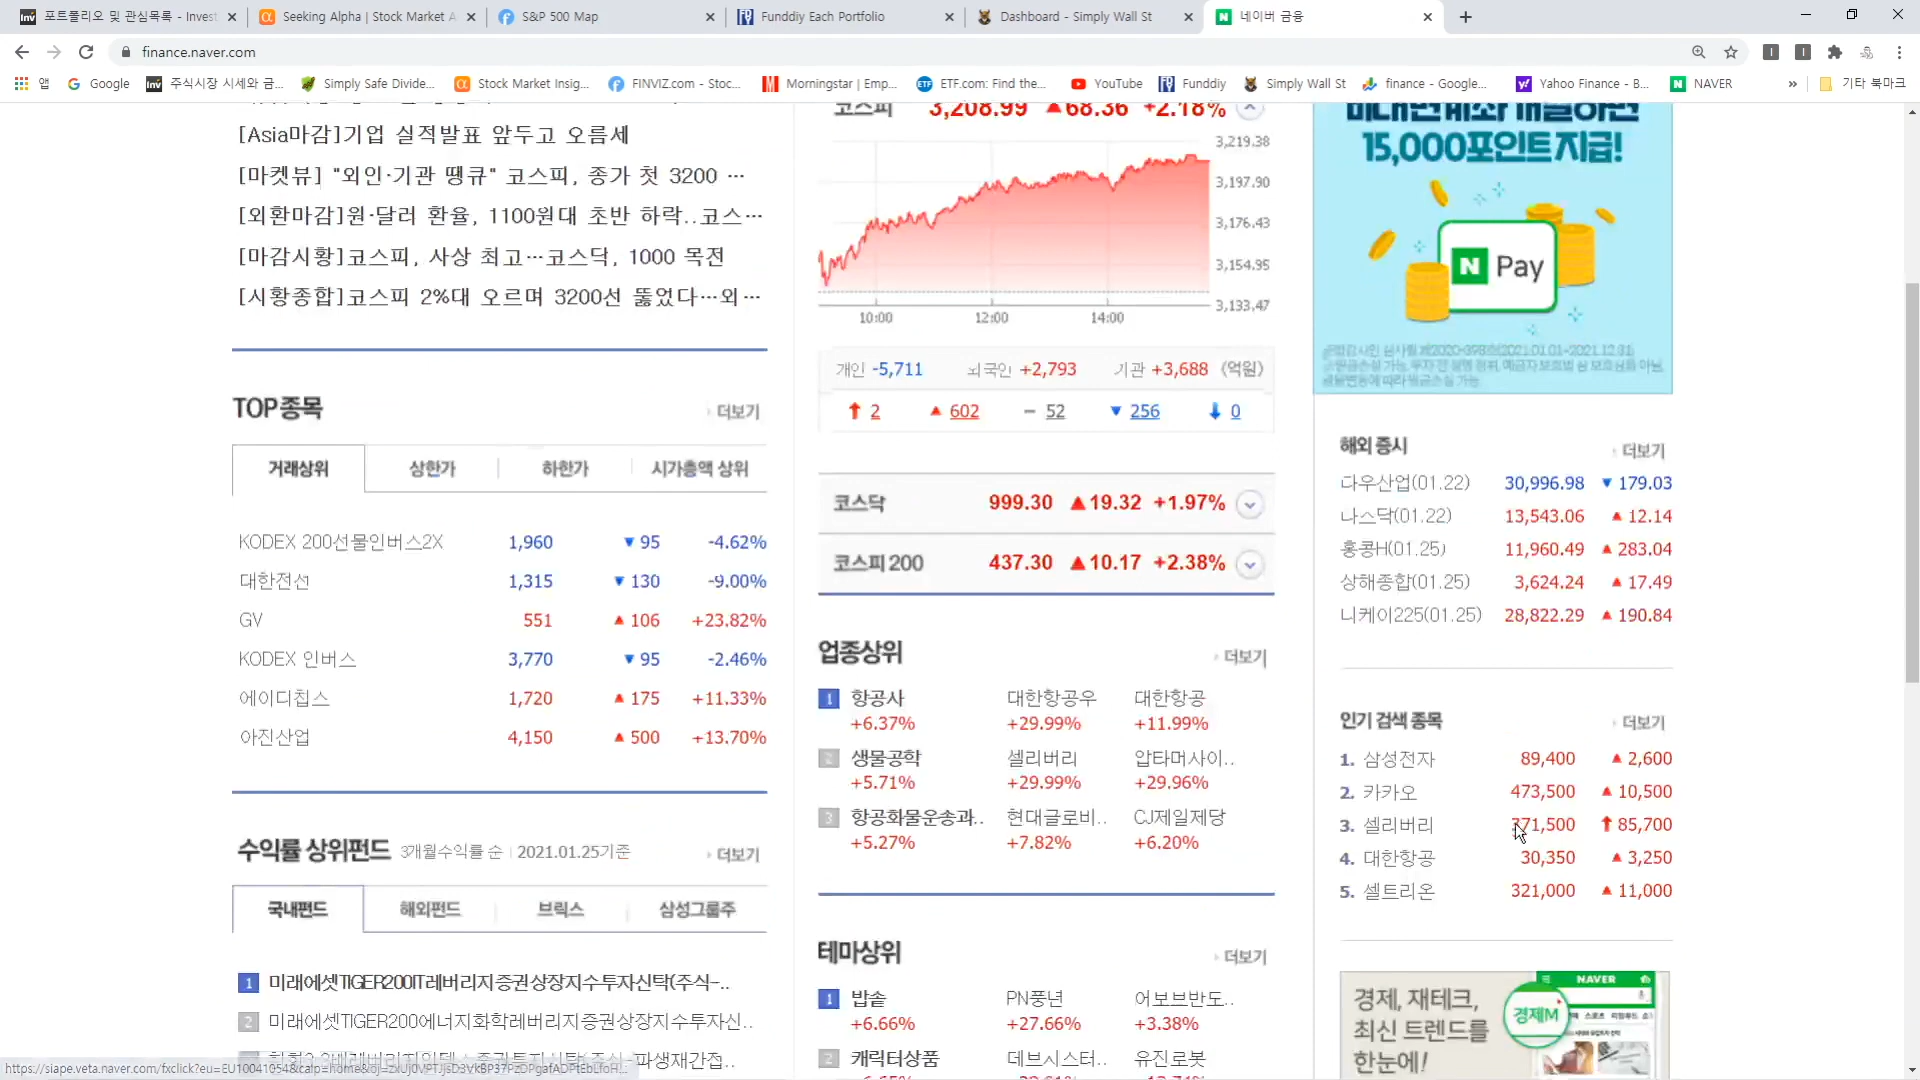 포트폴리오 및 관심목록 - Invest
Seeking Alpha | Stock Market A
S&P 500 Map
Funddiy Each Portfolio
Dashboard - Simply Wall St
네이버 금융
finance.naver.com
앱
Google
주식시장 시세와 금...
Simply Safe Divide...
Stock Market Insig...
FINVIZ.com - Stoc...
Morningstar | Emp...
ETF.com: Find the...
YouTube
Funddiy
Simply Wall St
finance - Google...
Yahoo Finance - B...
NAVER
기타 북마크
[Asia마감]기업 실적발표 앞두고 오름세
[마켓뷰] "외인·기관 땡큐" 코스피, 종가 첫 3200 …
[외환마감]원·달러 환율, 1100원대 초반 하락..코스…
[마감시황]코스피, 사상 최고…코스닥, 1000 목전
[시황종합]코스피 2%대 오르며 3200선 뚫었다…외…
TOP종목
더보기
거래상위 상한가 하한가 시가총액 상위
KODEX 200선물인버스2X 1,960 ▼ 95 -4.62%
대한전선 1,315 ▼ 130 -9.00%
GV 551 ▲ 106 +23.82%
KODEX 인버스 3,770 ▼ 95 -2.46%
에이디칩스 1,720 ▲ 175 +11.33%
아진산업 4,150 ▲ 500 +13.70%
수익률 상위펀드 3개월수익률 순 | 2021.01.25기준
더보기
국내펀드 해외펀드 브릭스 삼성그룹주
1 미래에셋TIGER200IT레버리지증권상장지수투자신탁(주식-..
2 미래에셋TIGER200에너지화학레버리지증권상장지수투자신..
코스피 3,208.99 ▲68.36 +2.18%
3,219.38
3,197.90
3,176.43
3,154.95
3,133.47
10:00 12:00 14:00
개인 -5,711 외국인 +2,793 기관 +3,688 (억원)
2 ▲ 602 52 ▼ 256 0
코스닥 999.30 ▲19.32 +1.97%
코스피200 437.30 ▲10.17 +2.38%
업종상위
더보기
1 항공사 대한항공우 대한항공
+6.37% +29.99% +11.99%
2 생물공학 셀리버리 압타머사이..
+5.71% +29.99% +29.96%
3 항공화물운송과.. 현대글로비.. CJ제일제당
+5.27% +7.82% +6.20%
테마상위
더보기
1 밥솥 PN풍년 어보브반도..
+6.66% +27.66% +3.38%
2 캐릭터상품 데브시스터.. 유진로봇
15,000포인트지급!
N Pay
해외 증시
더보기
다우산업(01.22) 30,996.98 ▼ 179.03
나스닥(01.22) 13,543.06 ▲ 12.14
홍콩H(01.25) 11,960.49 ▲ 283.04
상해종합(01.25) 3,624.24 ▲ 17.49
니케이225(01.25) 28,822.29 ▲ 190.84
인기 검색 종목
더보기
1. 삼성전자 89,400 ▲ 2,600
2. 카카오 473,500 ▲ 10,500
3. 셀리버리 71,500 85,700
4. 대한항공 30,350 ▲ 3,250
5. 셀트리온 321,000 ▲ 11,000
경제, 재테크,
최신 트렌드를
한눈에!
경제M
NAVER